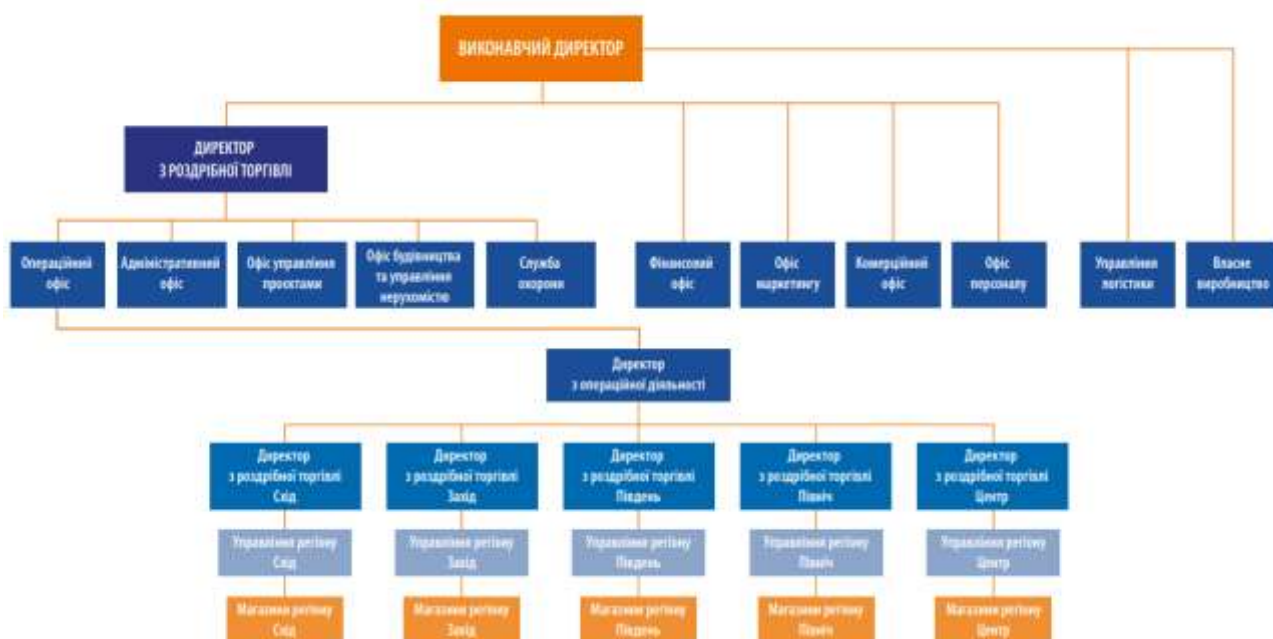 ВИКОНАВЧИЙ ДИРЕКТОР
ДИРЕКТОР
З РОЗДРІБНОЇ ТОРГІВЛІ
Операційний
офіс
Адміністративний
офіс
Офіс управління
проєктами
Офіс будівництва
та управління
нерухомістю
Служба
охорони
Фінансовий
офіс
Офіс
маркетингу
Комерційний
офіс
Офіс
персоналу
Управління
логістики
Власне
виробництво
Директор
з операційної діяльності
Директор
з роздрібної торгівлі
Схід
Директор
з роздрібної торгівлі
Захід
Директор
з роздрібної торгівлі
Південь
Директор
з роздрібної торгівлі
Північ
Директор
з роздрібної торгівлі
Центр
Управління регіону
Схід
Управління регіону
Захід
Управління регіону
Південь
Управління регіону
Північ
Управління регіону
Центр
Магазини регіону
Схід
Магазини регіону
Захід
Магазини регіону
Південь
Магазини регіону
Північ
Магазини регіону
Центр